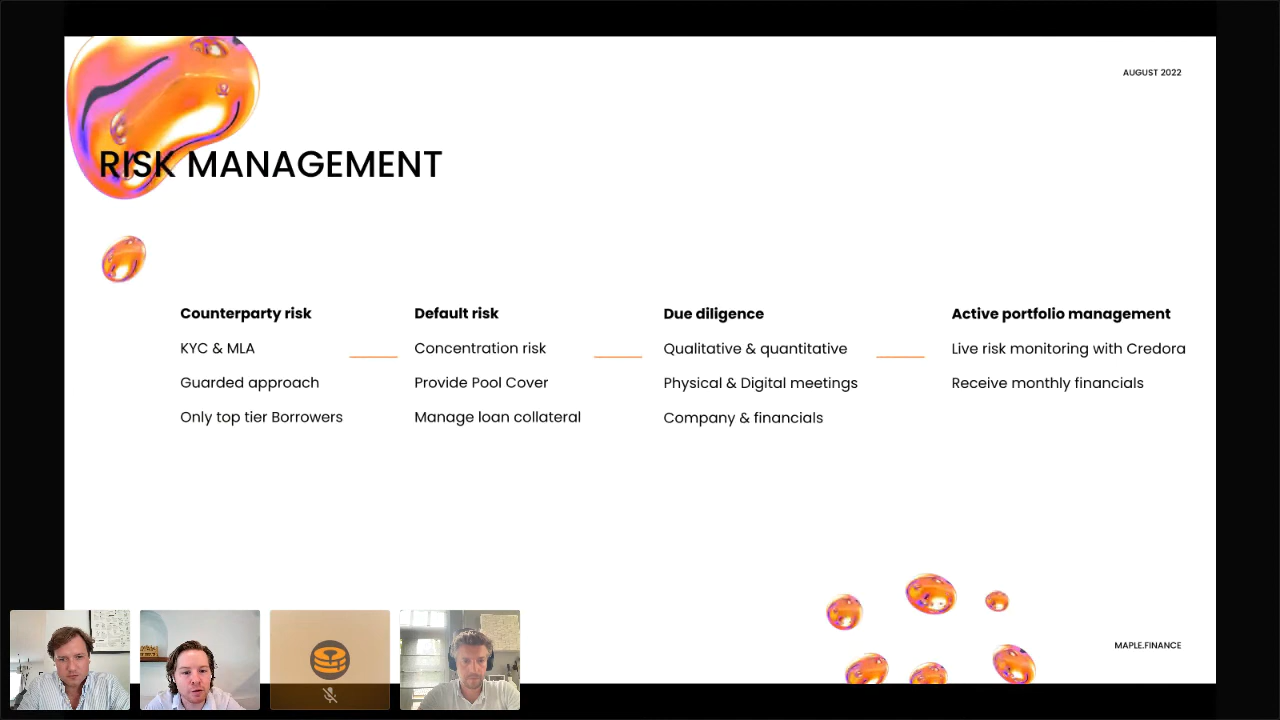 AUGUST 2022
RISK MANAGEMENT
Counterparty risk
KYC & MLA
Guarded approach
Only top tier Borrowers
Default risk
Concentration risk
Provide Pool Cover
Manage loan collateral
Due diligence
Qualitative & quantitative
Physical & Digital meetings
Company & financials
Active portfolio management
Live risk monitoring with Credora
Receive monthly financials
MAPLE.FINANCE